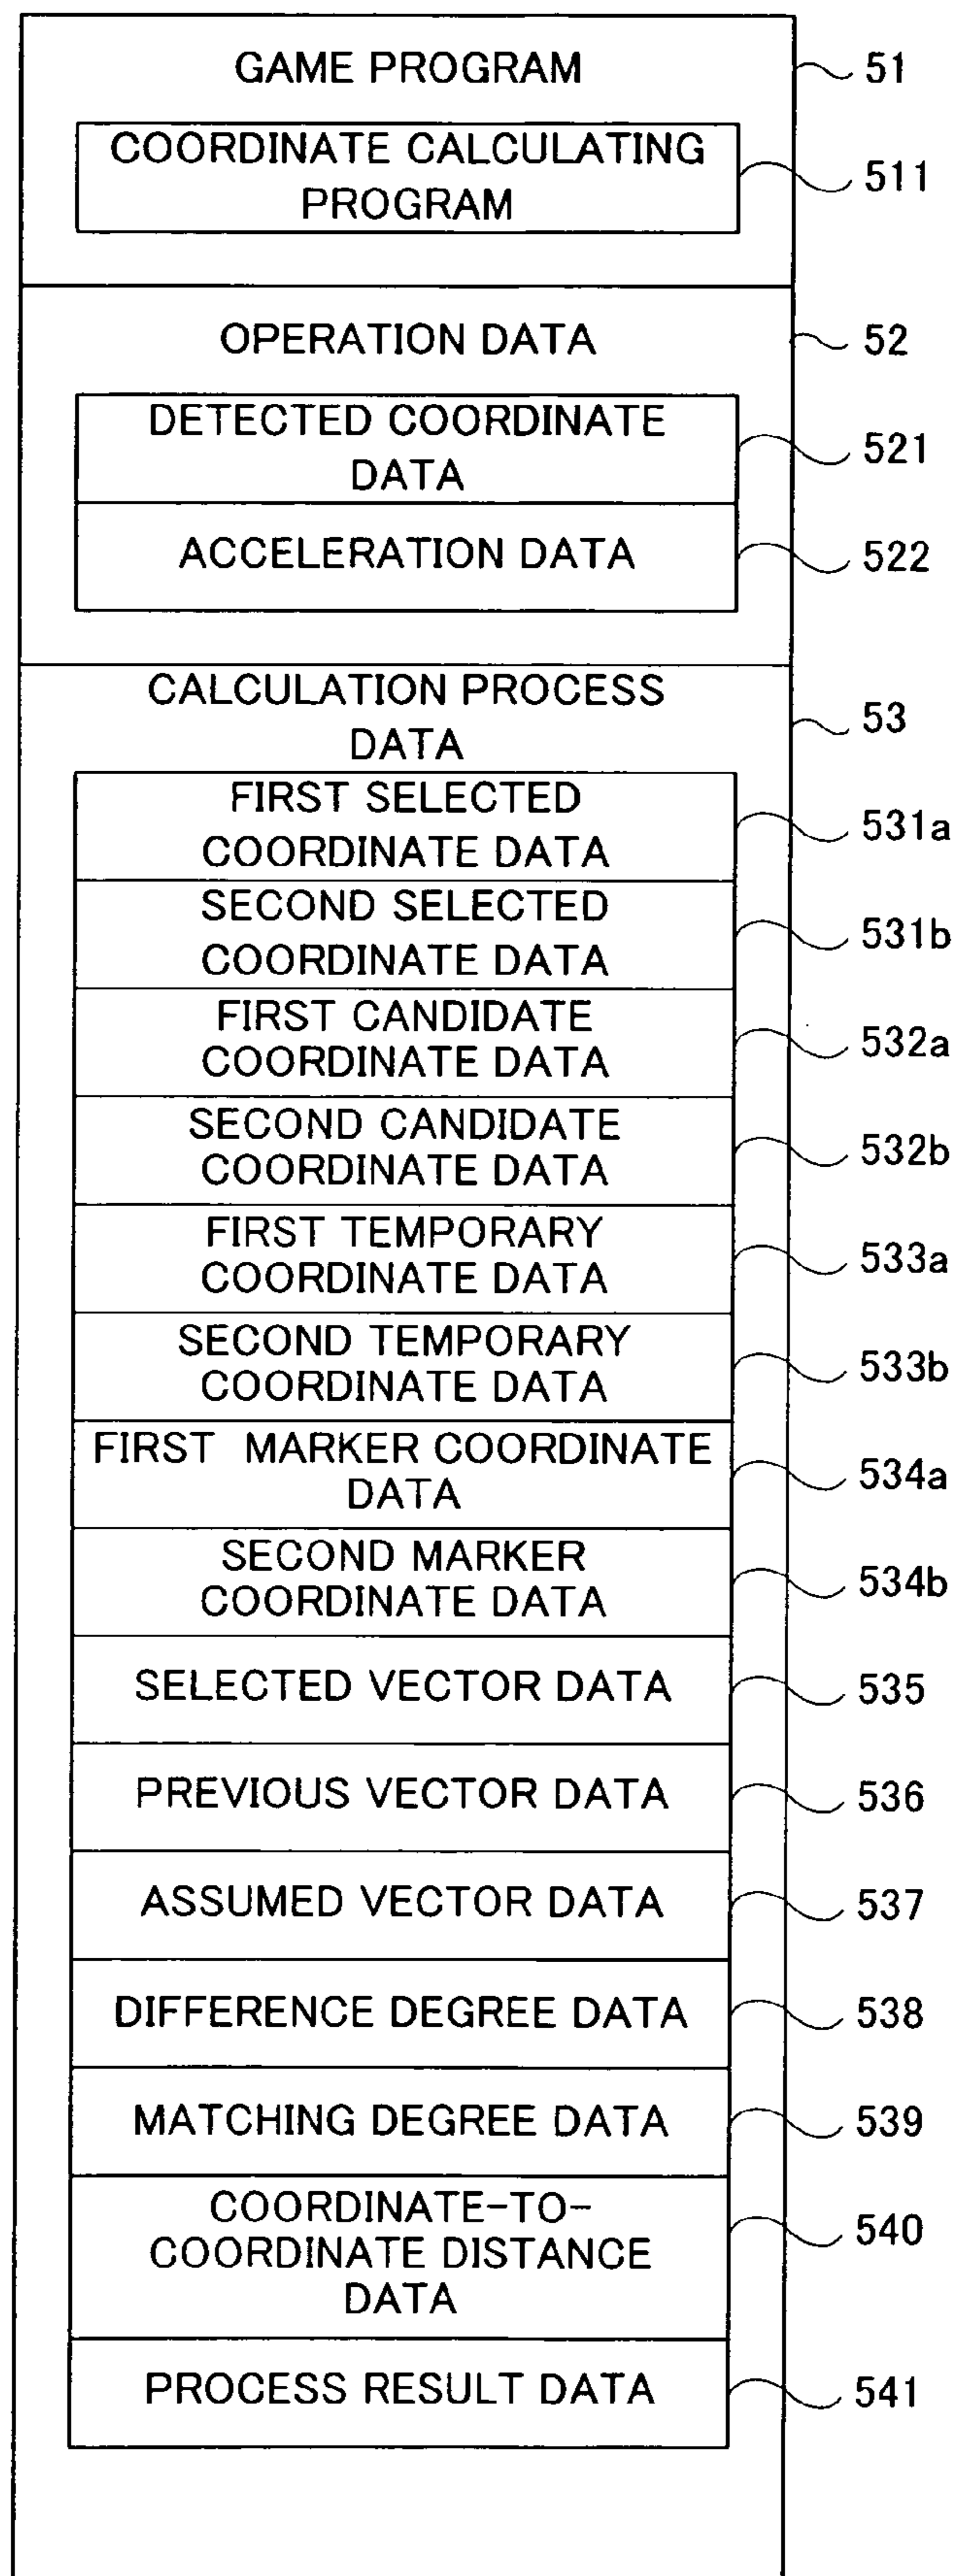 GAME PROGRAM
51
COORDINATE CALCULATING
PROGRAM
511
OPERATION DATA
52
DETECTED COORDINATE
DATA
521
ACCELERATION DATA
522
CALCULATION PROCESS
DATA
53
FIRST SELECTED
COORDINATE DATA
531a
SECOND SELECTED
COORDINATE DATA
531b
FIRST CANDIDATE
COORDINATE DATA
532a
SECOND CANDIDATE
COORDINATE DATA
532b
FIRST TEMPORARY
COORDINATE DATA
533a
SECOND TEMPORARY
COORDINATE DATA
533b
FIRST MARKER COORDINATE
DATA
534a
SECOND MARKER
COORDINATE DATA
534b
SELECTED VECTOR DATA
535
PREVIOUS VECTOR DATA
536
ASSUMED VECTOR DATA
537
DIFFERENCE DEGREE DATA
538
MATCHING DEGREE DATA
539
COORDINATE-TO-
COORDINATE DISTANCE
DATA
540
PROCESS RESULT DATA
541